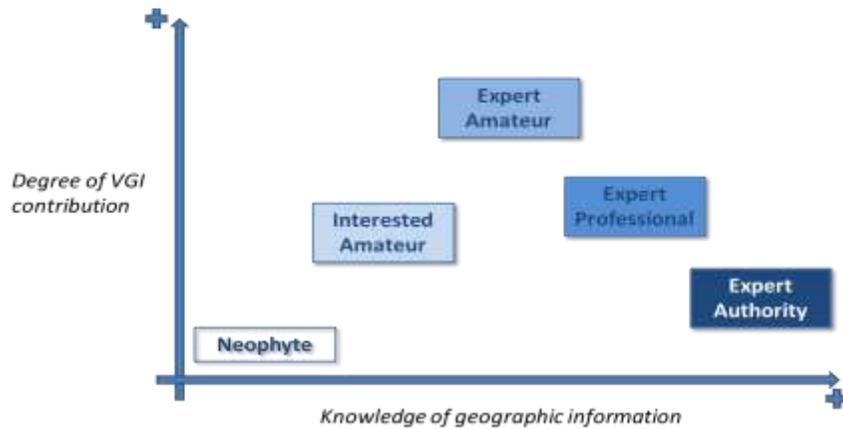 Expert
Amateur
Degree of VGI
contribution
Expert
Professional
Interested
Amateur
Expert
Authority
Neophyte
Knowledge of geographic information